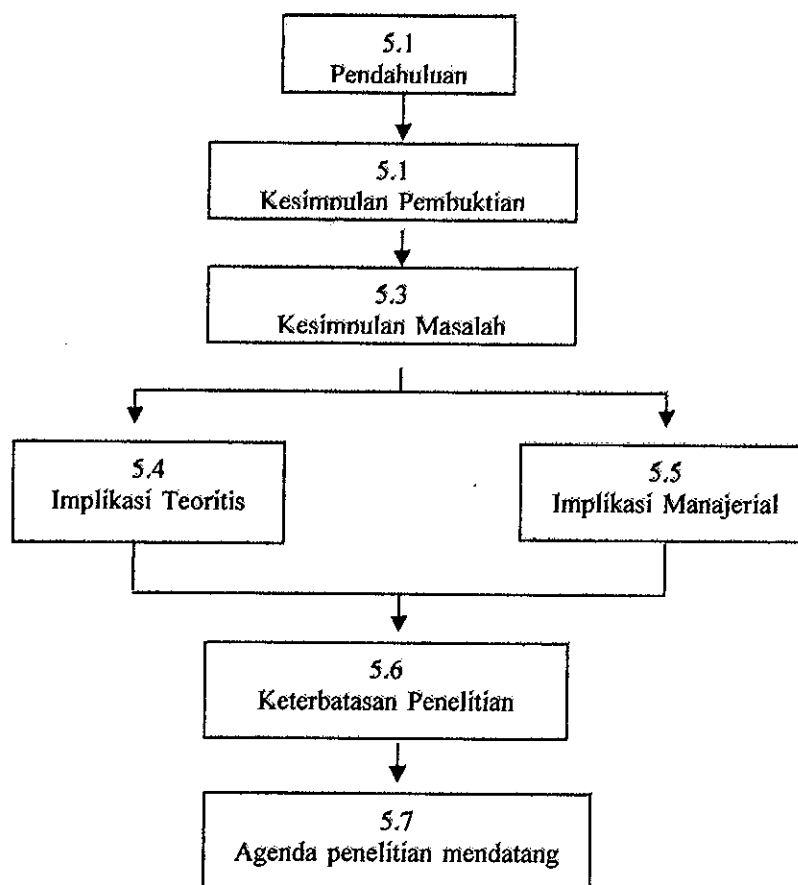 5.1
Pendahuluan
5.1
Kesimpulan Pembuktian
5.3
Kesimpulan Masalah
5.4
Implikasi Teoritis
5.5
Implikasi Manajerial
5.6
Keterbatasan Penelitian
5.7
Agenda penelitian mendatang